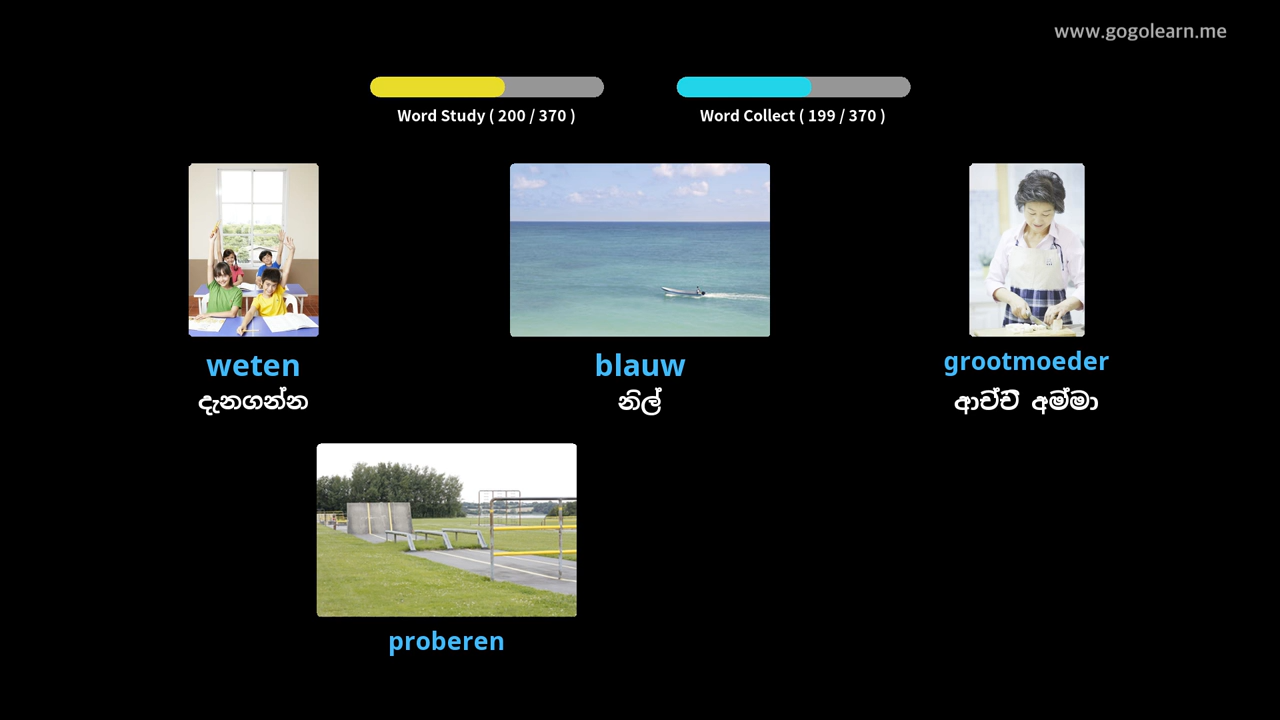 www.gogolearn.me
Word Study ( 200 / 370 )
Word Collect ( 199 / 370 )
weten
දැනගන්න
blauw
නිල්
grootmoeder
ආච්චි අම්මා
proberen